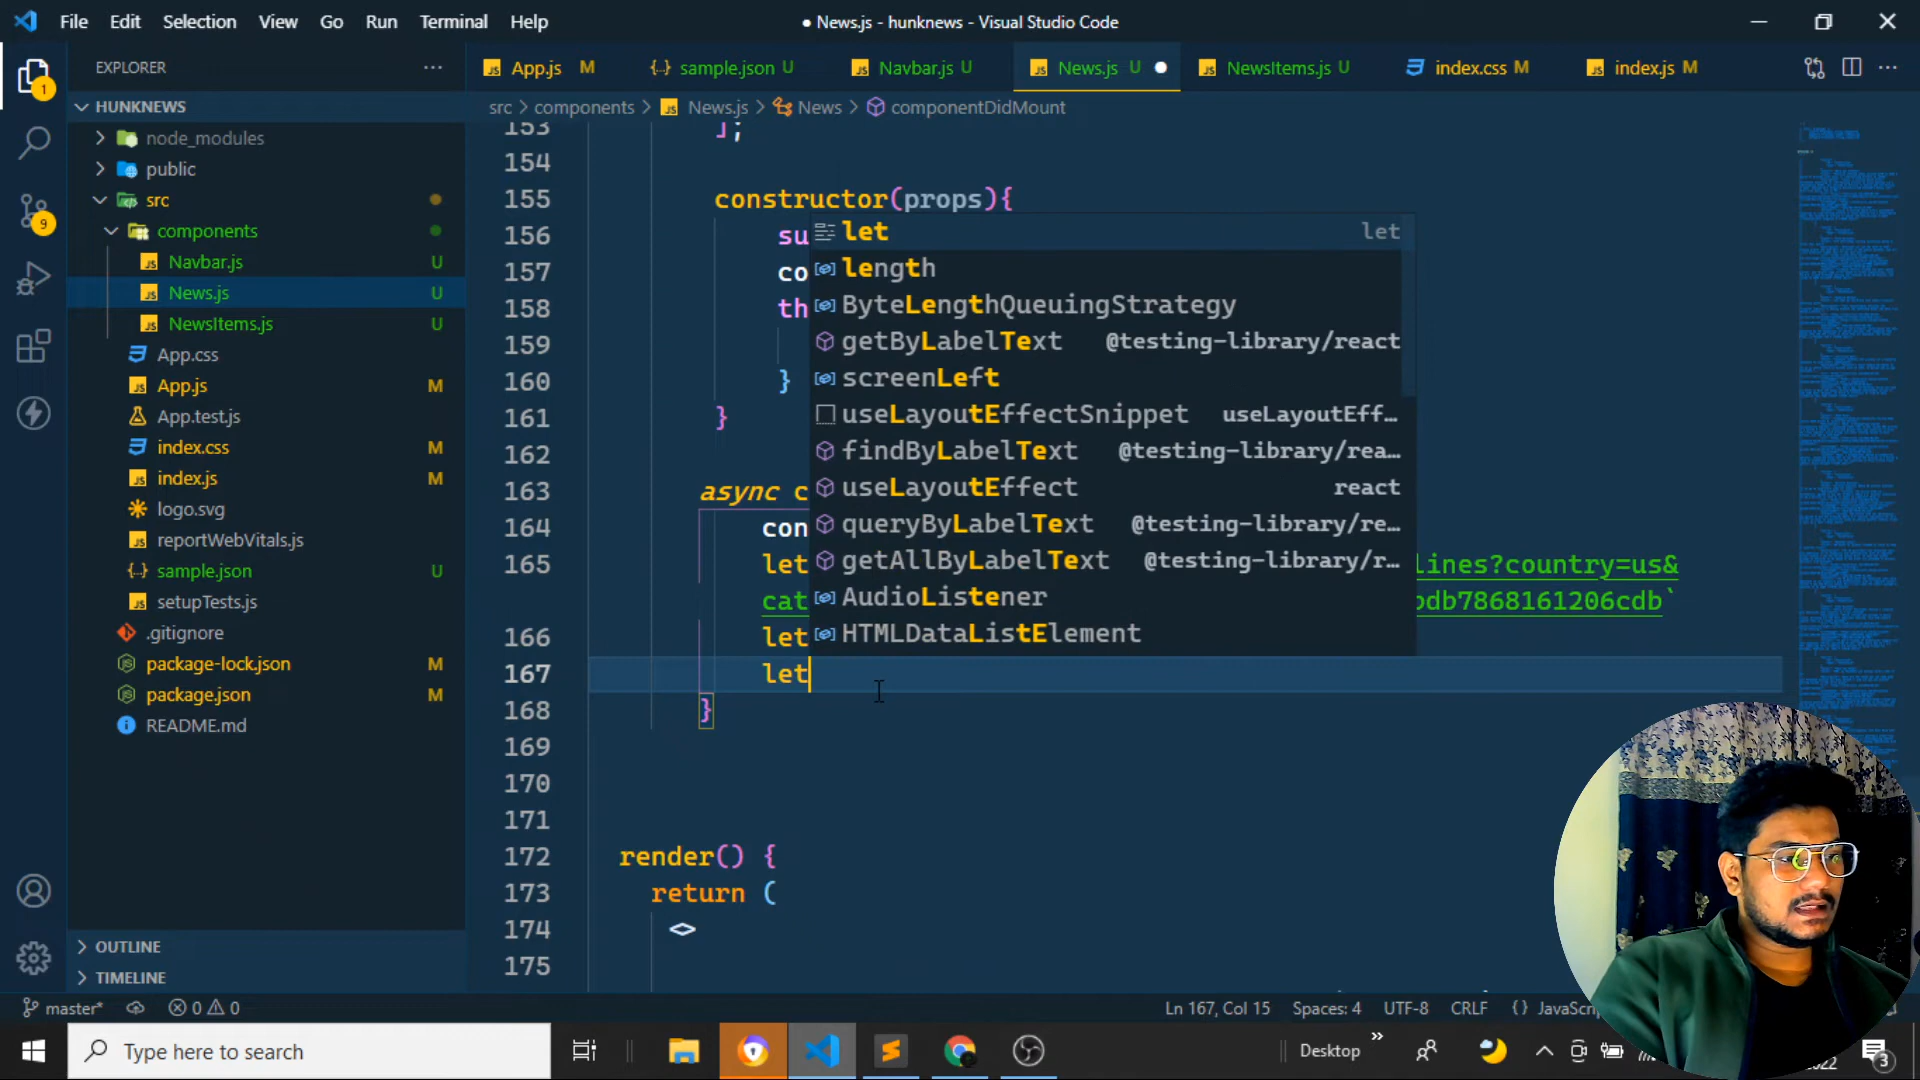 File Edit Selection View Go Run Terminal Help
● News.js - hunknews - Visual Studio Code
EXPLORER ···
App.js M
sample.json U
Navbar.js U
News.js U ●
NewsItems.js U
index.css M
index.js M
src > components > News.js > News > componentDidMount
HUNKNEWS
node_modules
public
src
components
Navbar.js U
News.js U
NewsItems.js U
App.css
App.js M
App.test.js
index.css M
index.js M
logo.svg
reportWebVitals.js
sample.json U
setupTests.js
.gitignore
package-lock.json M
package.json M
README.md
OUTLINE
TIMELINE
1
9
153 ];
154
155 constructor(props){
156 su
157 co
158 th
159
160 }
161 }
162
163 async c
164 con
165 let lines?country=us&
cat db7868161206cdb`
166 let
167 let
168 }
169
170
171
172 render() {
173 return (
174 <>
175
let let
length
ByteLengthQueuingStrategy
getByLabelText @testing-library/react
screenLeft
useLayoutEffectSnippet useLayoutEff...
findByLabelText @testing-library/rea...
useLayoutEffect react
queryByLabelText @testing-library/re...
getAllByLabelText @testing-library/r...
AudioListener
HTMLDataListElement
master* 0 0 Ln 167, Col 15 Spaces: 4 UTF-8 CRLF {} JavaSc
Type here to search
Desktop
2022
3